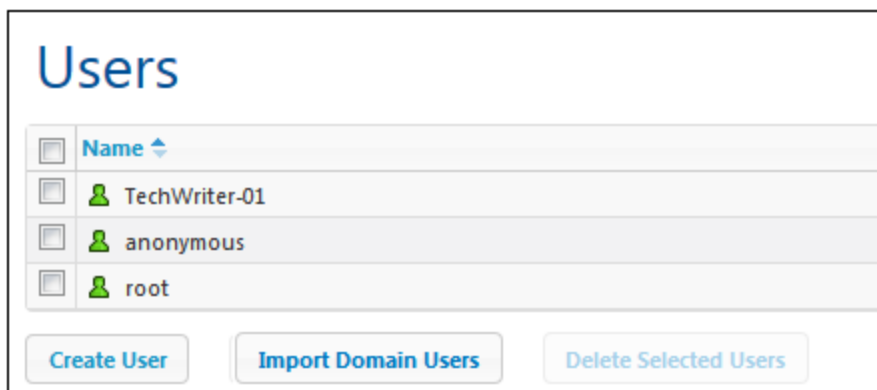 Users
Name
TechWriter-01
anonymous
root
Create User Import Domain Users Delete Selected Users